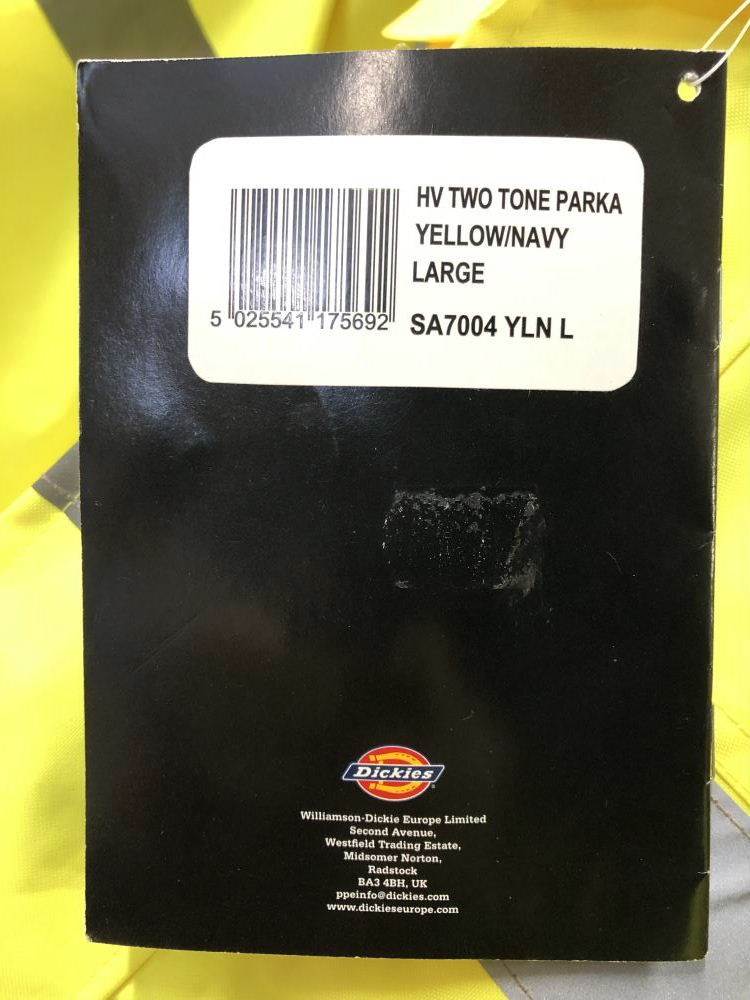 HV TWO TONE PARKA
YELLOW/NAVY
LARGE
5 025541 175692
SA7004 YLN L
Dickies
Williamson-Dickie Europe Limited
Second Avenue,
Westfield Trading Estate,
Midsomer Norton,
Radstock
BA3 4BH, UK
ppeinfo@dickies.com
www.dickieseurope.com